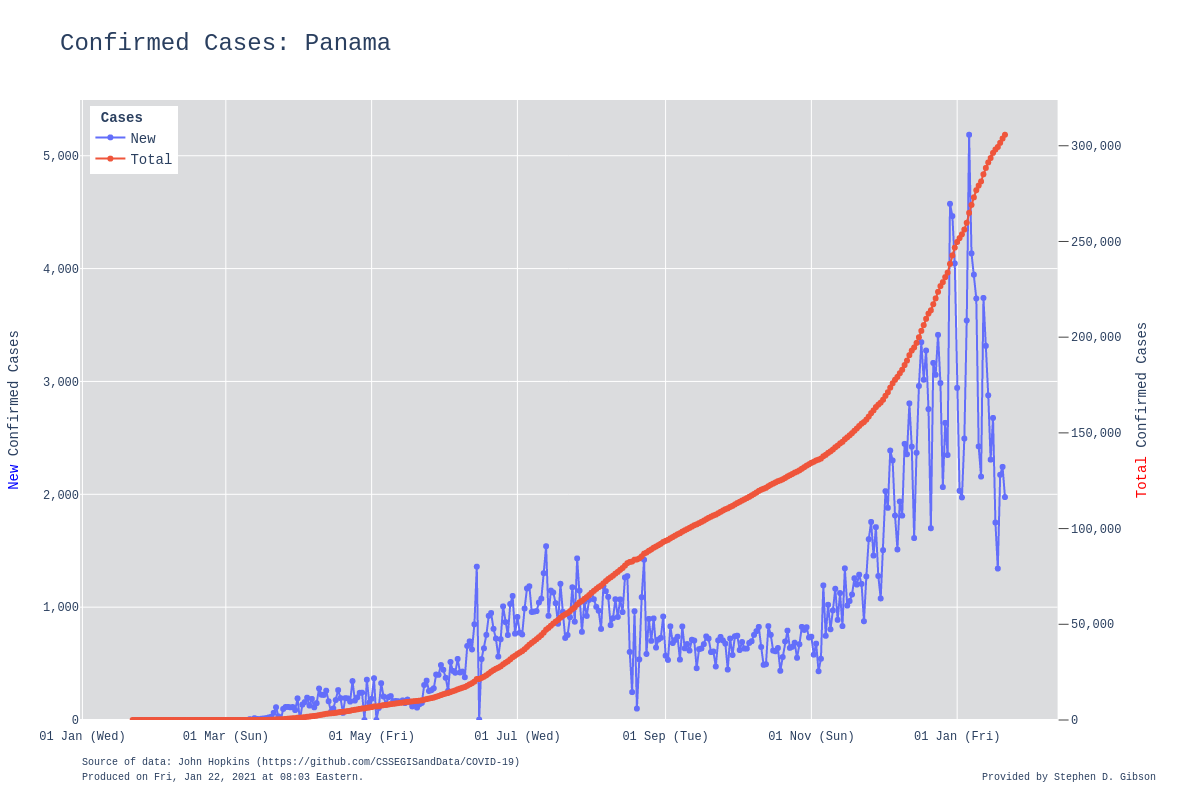 Confirmed Cases: Panama
Cases
New
Total
5,000
4,000
3,000
2,000
1,000
0
New Confirmed Cases
300,000
250,000
200,000
150,000
100,000
50,000
0
Total Confirmed Cases
01 Jan (Wed) 01 Mar (Sun) 01 May (Fri) 01 Jul (Wed) 01 Sep (Tue) 01 Nov (Sun) 01 Jan (Fri)
Source of data: John Hopkins (https://github.com/CSSEGISandData/COVID-19)
Produced on Fri, Jan 22, 2021 at 08:03 Eastern.
Provided by Stephen D. Gibson